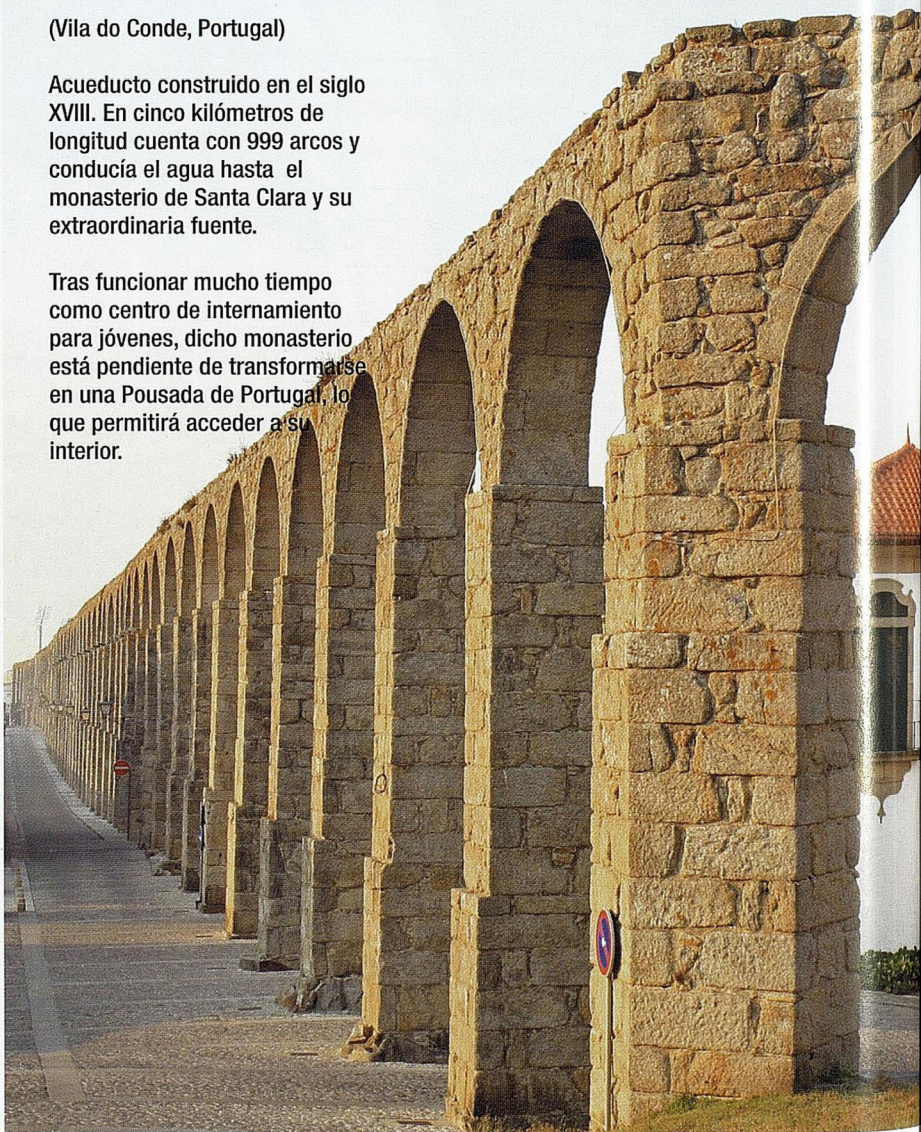 (Vila do Conde, Portugal)
Acueducto construido en el siglo
XVIII. En cinco kilómetros de
longitud cuenta con 999 arcos y
conducía el agua hasta el
monasterio de Santa Clara y su
extraordinaria fuente.
Tras funcionar mucho tiempo
como centro de internamiento
para jóvenes, dicho monasterio
está pendiente de transformarse
en una Pousada de Portugal, lo
que permitirá acceder a su
interior.